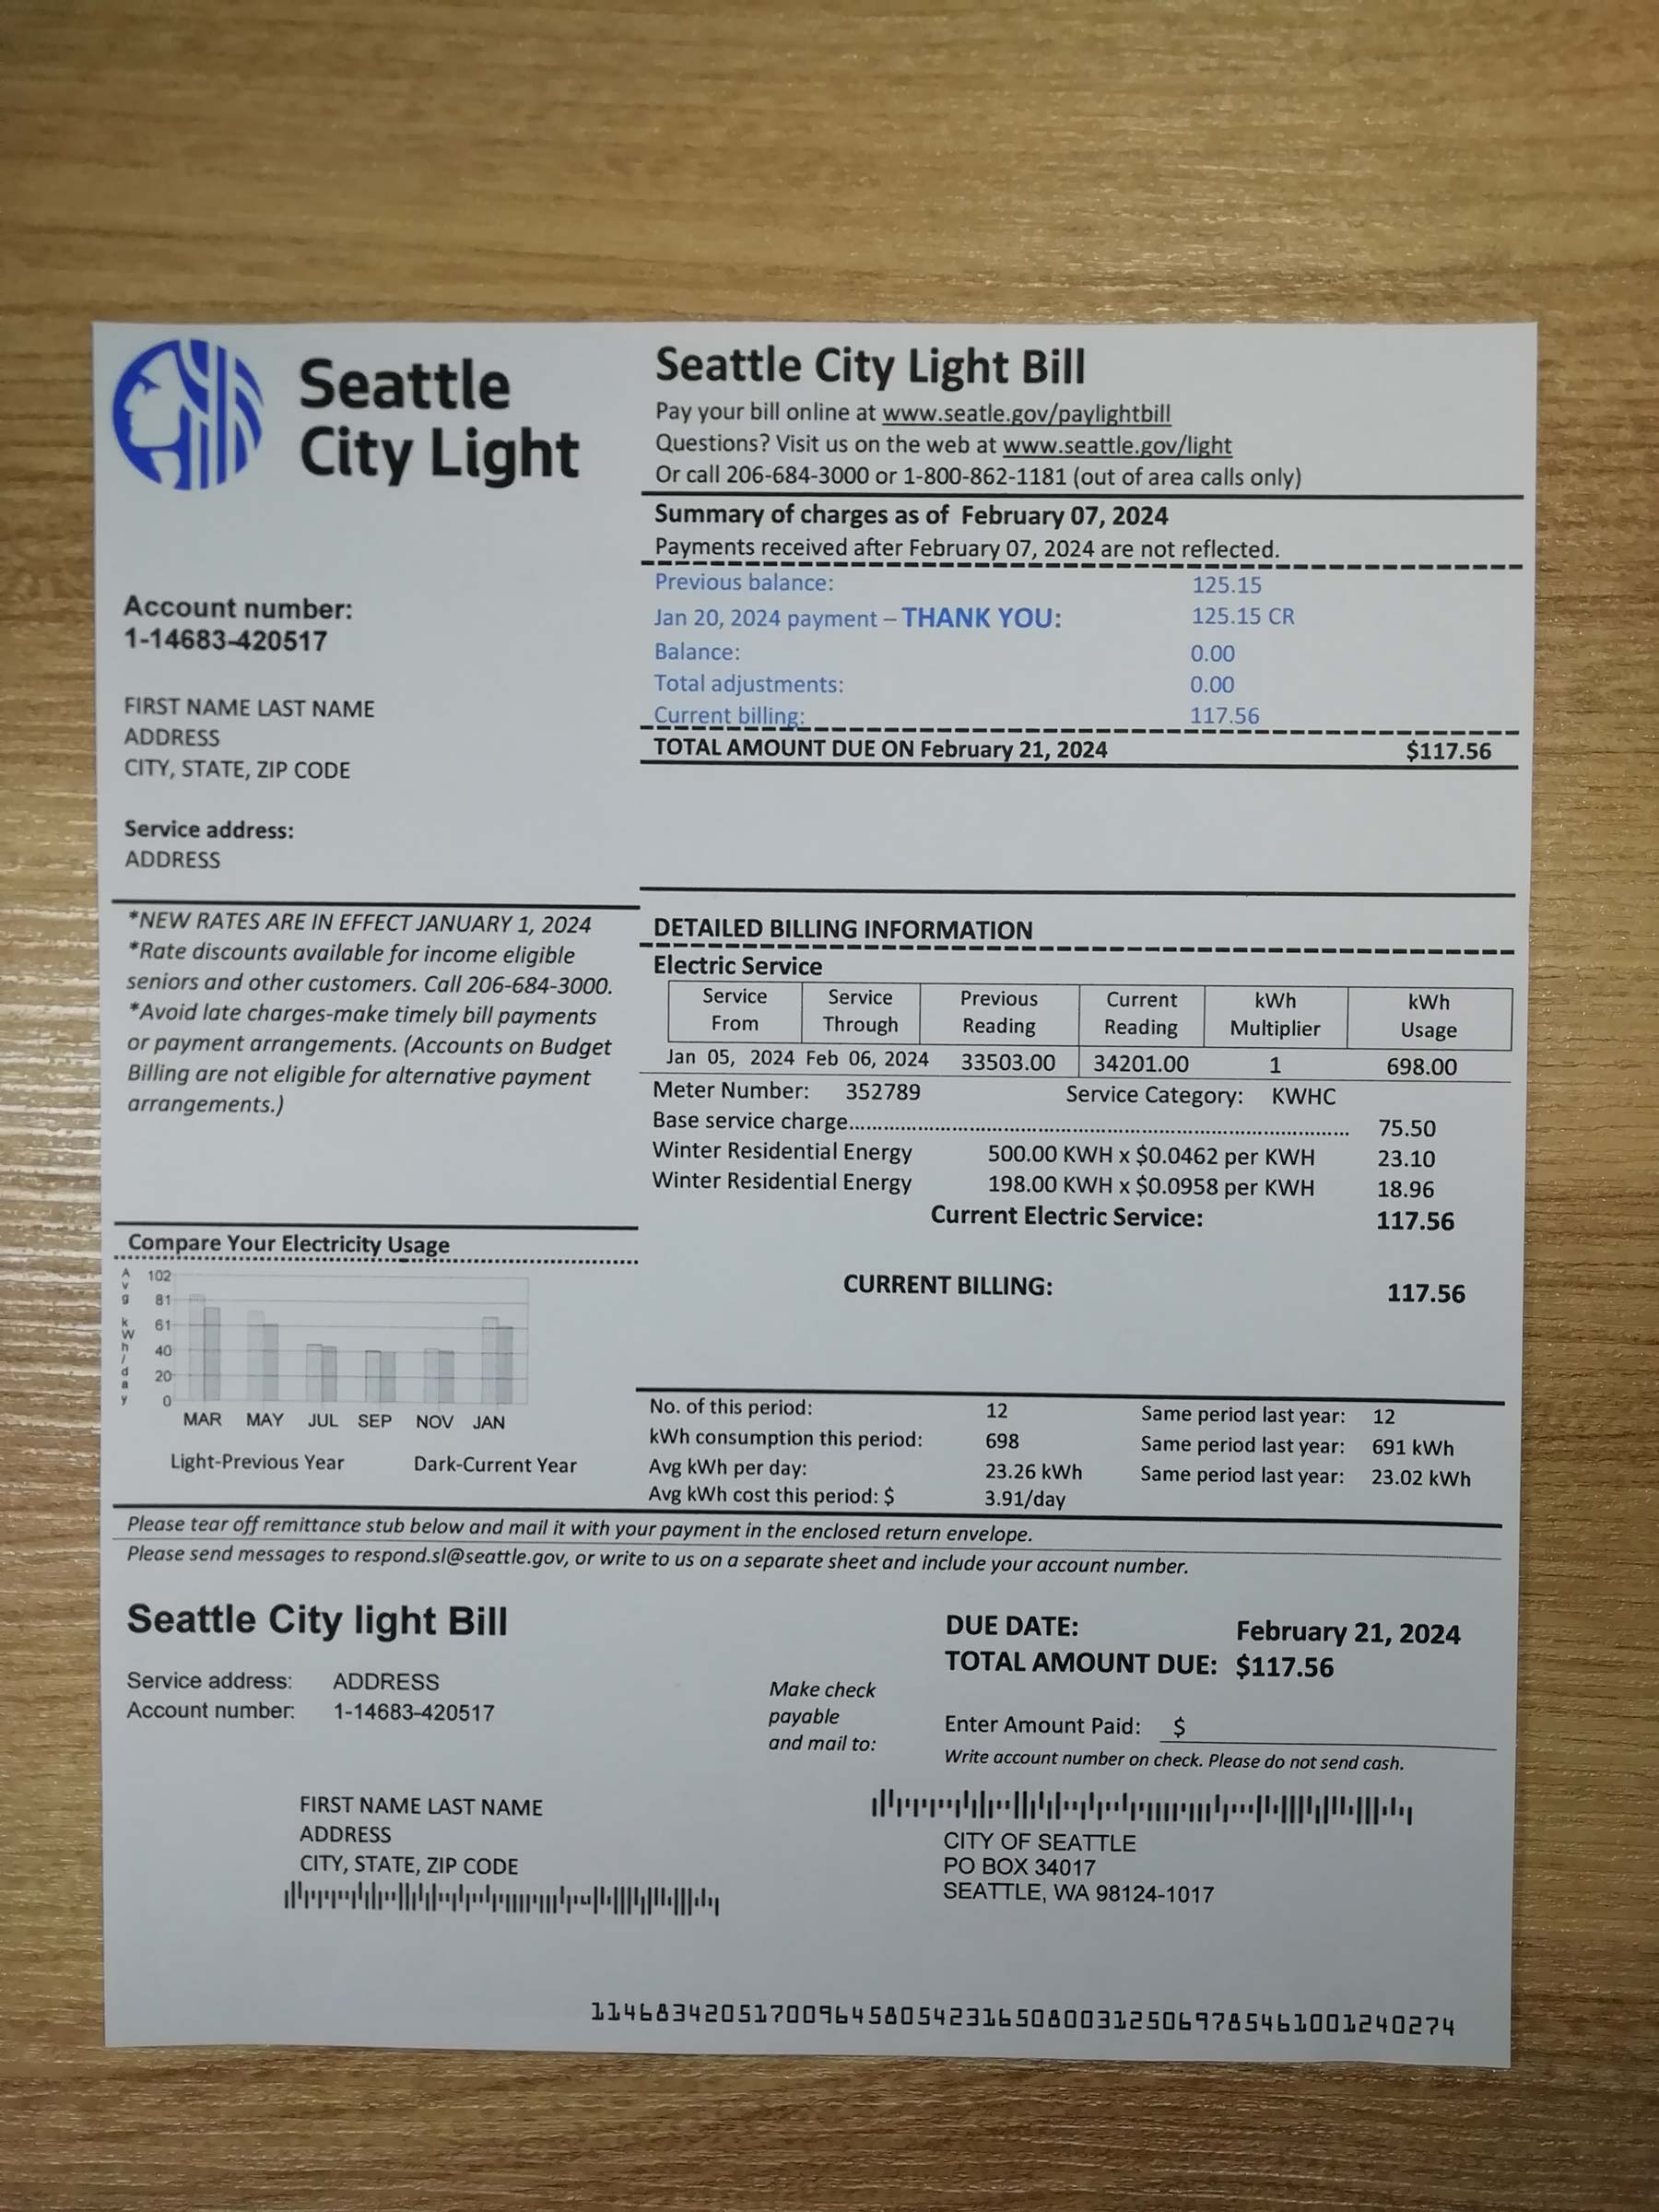 Seattle
City Light
Seattle City Light Bill
Pay your bill online at www.seatle.gov/paylightbill
Questions? Visit us on the web at www.seattle.gov/light
Or call 206-684-3000 or 1-800-862-1181 (out of area calls only)
Summary of charges as of February 07, 2024
Payments received after February 07, 2024 are not reflected.
Previous balance: 125.15
Jan 20, 2024 payment – THANK YOU: 125.15 CR
Balance: 0.00
Total adjustments: 0.00
Current billing: 117.56
TOTAL AMOUNT DUE ON February 21, 2024 $117.56
Account number:
1-14683-420517
FIRST NAME LAST NAME
ADDRESS
CITY, STATE, ZIP CODE
Service address:
ADDRESS
*NEW RATES ARE IN EFFECT JANUARY 1, 2024
*Rate discounts available for income eligible
seniors and other customers. Call 206-684-3000.
*Avoid late charges-make timely bill payments
or payment arrangements. (Accounts on Budget
Billing are not eligible for alternative payment
arrangements.)
DETAILED BILLING INFORMATION
Electric Service
Service From Service Through Previous Reading Current Reading kWh Multiplier kWh Usage
Jan 05, 2024 Feb 06, 2024 33503.00 34201.00 1 698.00
Meter Number: 352789 Service Category: KWHC
Base service charge........................................................................................................ 75.50
Winter Residential Energy 500.00 KWH x $0.0462 per KWH 23.10
Winter Residential Energy 198.00 KWH x $0.0958 per KWH 18.96
Current Electric Service: 117.56
CURRENT BILLING: 117.56
Compare Your Electricity Usage
Avg kWh/day
102
81
61
40
20
0
MAR MAY JUL SEP NOV JAN
Light-Previous Year Dark-Current Year
No. of this period: 12 Same period last year: 12
kWh consumption this period: 698 Same period last year: 691 kWh
Avg kWh per day: 23.26 kWh Same period last year: 23.02 kWh
Avg kWh cost this period: $ 3.91/day
Please tear off remittance stub below and mail it with your payment in the enclosed return envelope.
Please send messages to respond.sl@seattle.gov, or write to us on a separate sheet and include your account number.
Seattle City light Bill
Service address: ADDRESS
Account number: 1-14683-420517
Make check
payable
and mail to:
DUE DATE: February 21, 2024
TOTAL AMOUNT DUE: $117.56
Enter Amount Paid: $
Write account number on check. Please do not send cash.
FIRST NAME LAST NAME
ADDRESS
CITY, STATE, ZIP CODE
CITY OF SEATTLE
PO BOX 34017
SEATTLE, WA 98124-1017
114683420517009645805423165080031250697854610012​40274